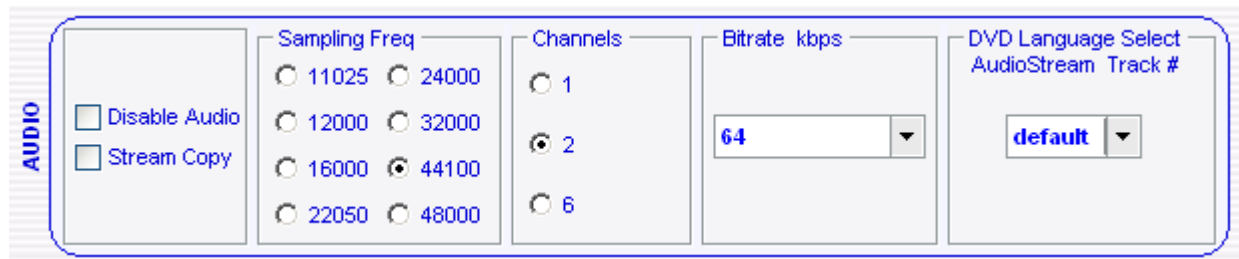 AUDIO
Disable Audio
Stream Copy
Sampling Freq
11025 24000
12000 32000
16000 44100
22050 48000
Channels
1
2
6
Bitrate kbps
64
DVD Language Select
AudioStream Track #
default